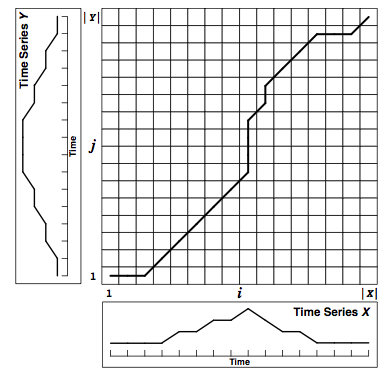 Time Series Y
Time
|Y|
j
1
1
i
|X|
Time Series X
Time